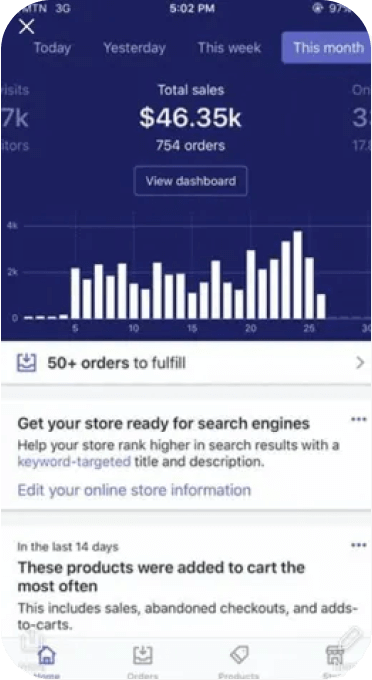 MTN 3G 5:02 PM 97%
Today Yesterday This week This month
visits Total sales On
7k $46.35k 33
itors 754 orders 17.
View dashboard
4k
2k
0
5 10 15 20 25 30
50+ orders to fulfill
Get your store ready for search engines
Help your store rank higher in search results with a
keyword-targeted title and description.
Edit your online store information
In the last 14 days
These products were added to cart the
most often
This includes sales, abandoned checkouts, and adds-
to-carts.
Home Orders Products